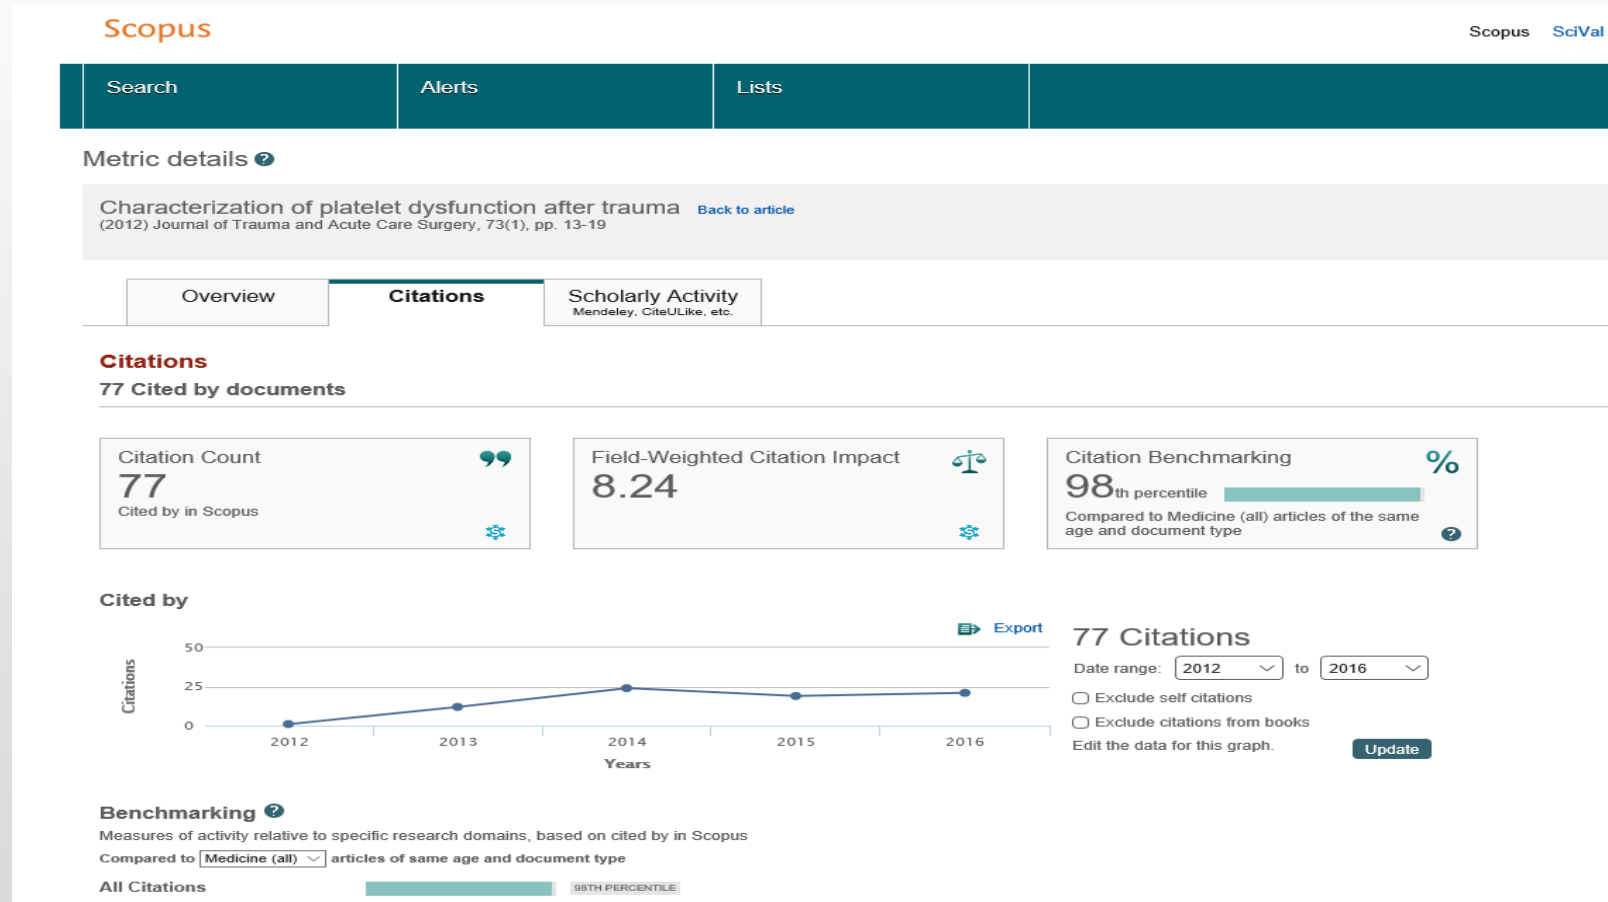 Scopus
Scopus SciVal
Search Alerts Lists
Metric details ?
Characterization of platelet dysfunction after trauma Back to article
(2012) Journal of Trauma and Acute Care Surgery, 73(1), pp. 13-19
Overview Citations Scholarly Activity
Mendeley, CiteULike, etc.
Citations
77 Cited by documents
Citation Count
77
Cited by in Scopus
Field-Weighted Citation Impact
8.24
Citation Benchmarking %
98th percentile
Compared to Medicine (all) articles of the same
age and document type ?
Cited by
Export
50
25
0
Citations
2012 2013 2014 2015 2016
Years
77 Citations
Date range: 2012 to 2016
Exclude self citations
Exclude citations from books
Edit the data for this graph. Update
Benchmarking ?
Measures of activity relative to specific research domains, based on cited by in Scopus
Compared to Medicine (all) articles of same age and document type
All Citations 98TH PERCENTILE